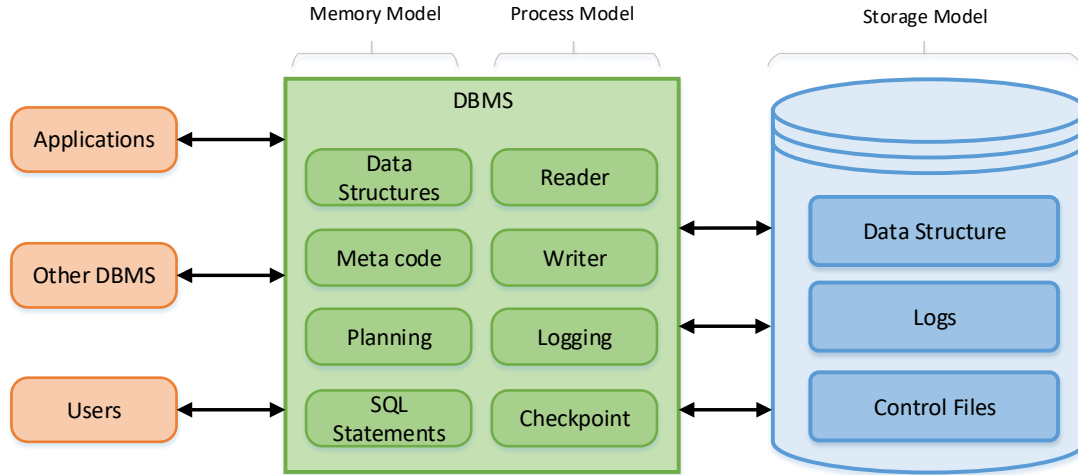 Memory Model
Process Model
Storage Model
DBMS
Applications
Other DBMS
Users
Data
Structures
Meta code
Planning
SQL
Statements
Reader
Writer
Logging
Checkpoint
Data Structure
Logs
Control Files